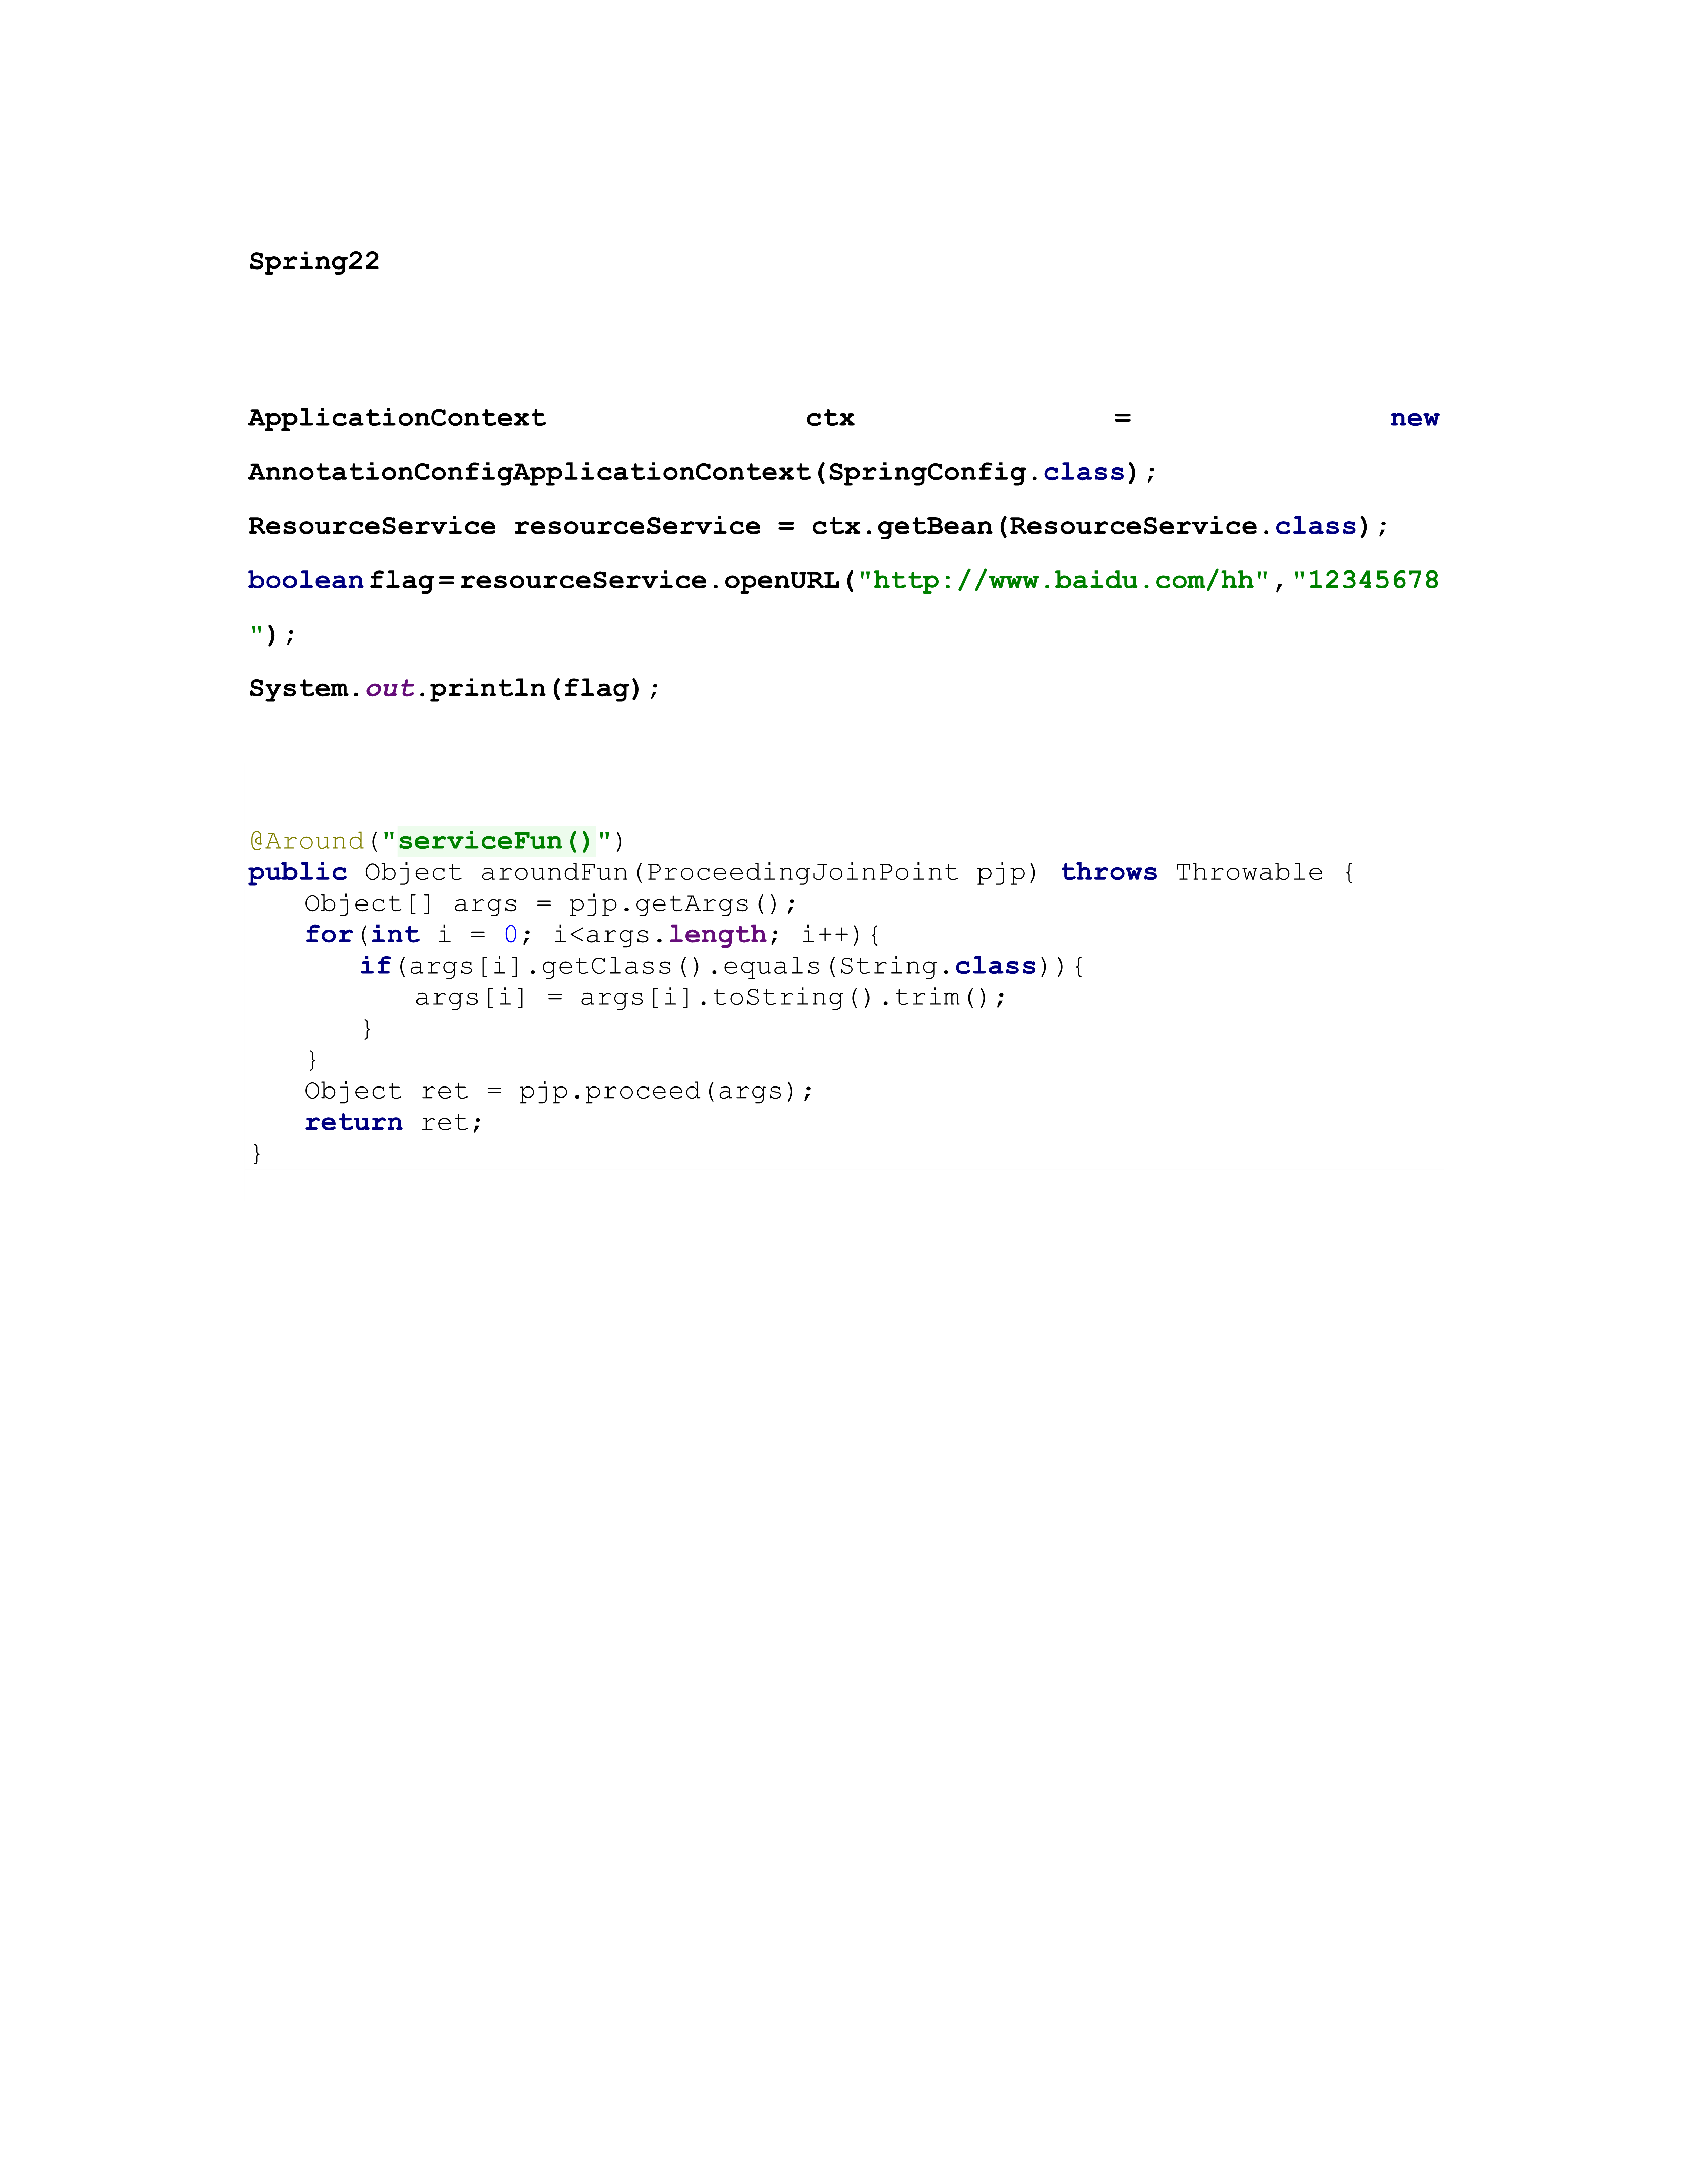 Spring22
ApplicationContext ctx = new
AnnotationConfigApplicationContext(SpringConfig.class);
ResourceService resourceService = ctx.getBean(ResourceService.class);
boolean flag=resourceService.openURL("http://www.baidu.com/hh","12345678
");
System.out.println(flag);
@Around("serviceFun()")
public Object aroundFun(ProceedingJoinPoint pjp) throws Throwable {
    Object[] args = pjp.getArgs();
    for(int i = 0; i<args.length; i++){
        if(args[i].getClass().equals(String.class)){
            args[i] = args[i].toString().trim();
        }
    }
    Object ret = pjp.proceed(args);
    return ret;
}